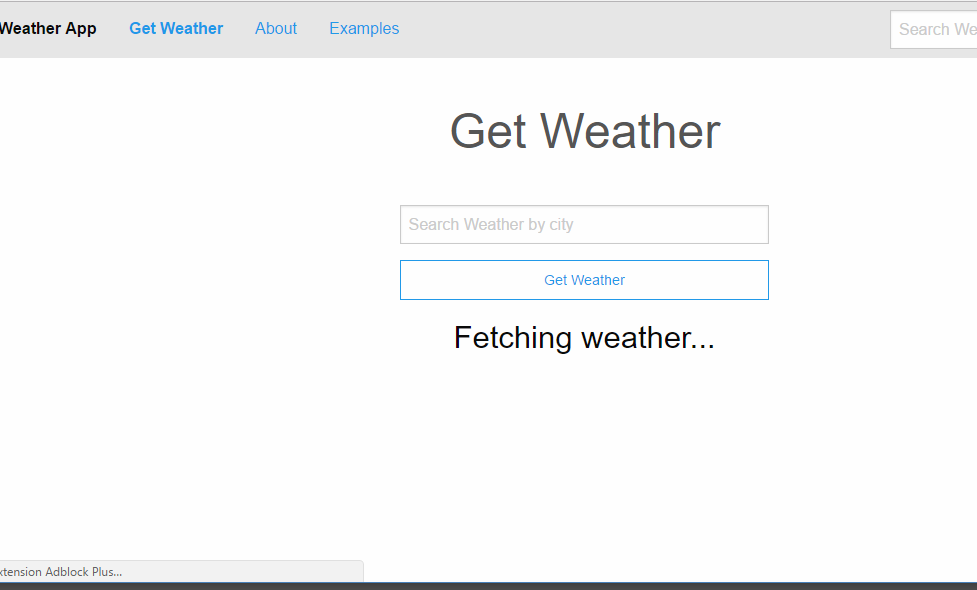 Weather App Get Weather About Examples Search We
Get Weather
Search Weather by city
Get Weather
Fetching weather...
xtension Adblock Plus...